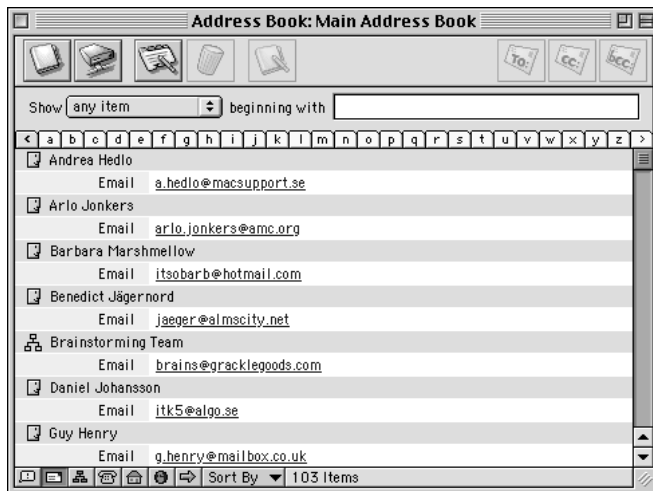 Address Book: Main Address Book
To: CC: bcc:
Show any item beginning with
< a b c d e f g h i j k l m n o p q r s t u v w x y z >
Andrea Hedlo
Email a.hedlo@macsupport.se
Arlo Jonkers
Email arlo.jonkers@amc.org
Barbara Marshmellow
Email itsobarb@hotmail.com
Benedict Jägernord
Email jaeger@almscity.net
Brainstorming Team
Email brains@gracklegoods.com
Daniel Johansson
Email itk5@algo.se
Guy Henry
Email g.henry@mailbox.co.uk
Sort By 103 Items